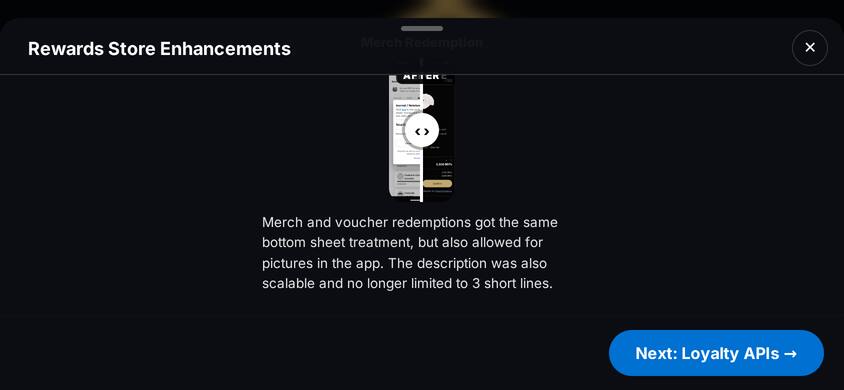 Rewards Store Enhancements
Merch Redemption
Merch and voucher redemptions got the same
bottom sheet treatment, but also allowed for
pictures in the app. The description was also
scalable and no longer limited to 3 short lines.
Next: Loyalty APIs →